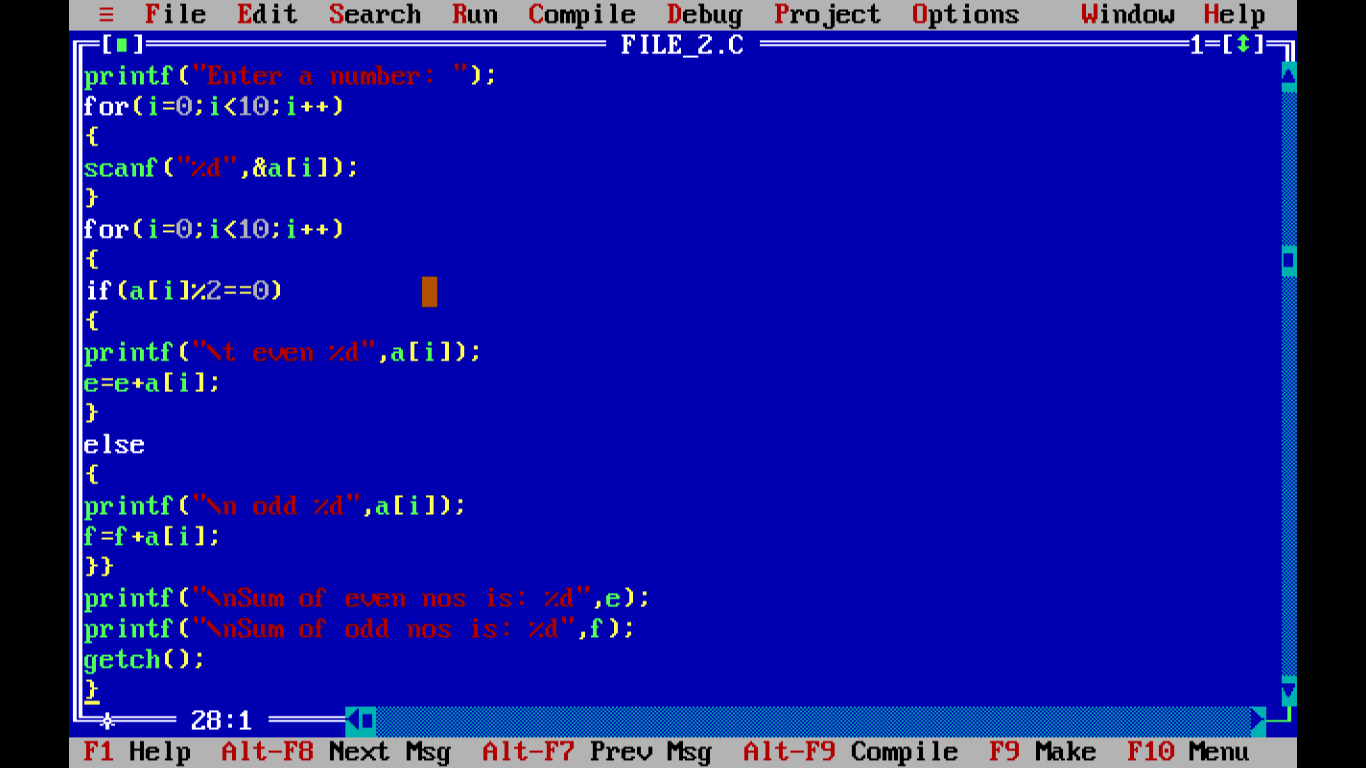 ≡ File Edit Search Run Compile Debug Project Options Window Help
[■] FILE_2.C 1=[↕]
printf("Enter a number: ");
for(i=0;i<10;i++)
{
scanf("%d",&a[i]);
}
for(i=0;i<10;i++)
{
if(a[i]%2==0)
{
printf("\t even %d",a[i]);
e=e+a[i];
}
else
{
printf("\n odd %d",a[i]);
f=f+a[i];
}}
printf("\nSum of even nos is: %d",e);
printf("\nSum of odd nos is: %d",f);
getch();
}
28:1
F1 Help Alt-F8 Next Msg Alt-F7 Prev Msg Alt-F9 Compile F9 Make F10 Menu